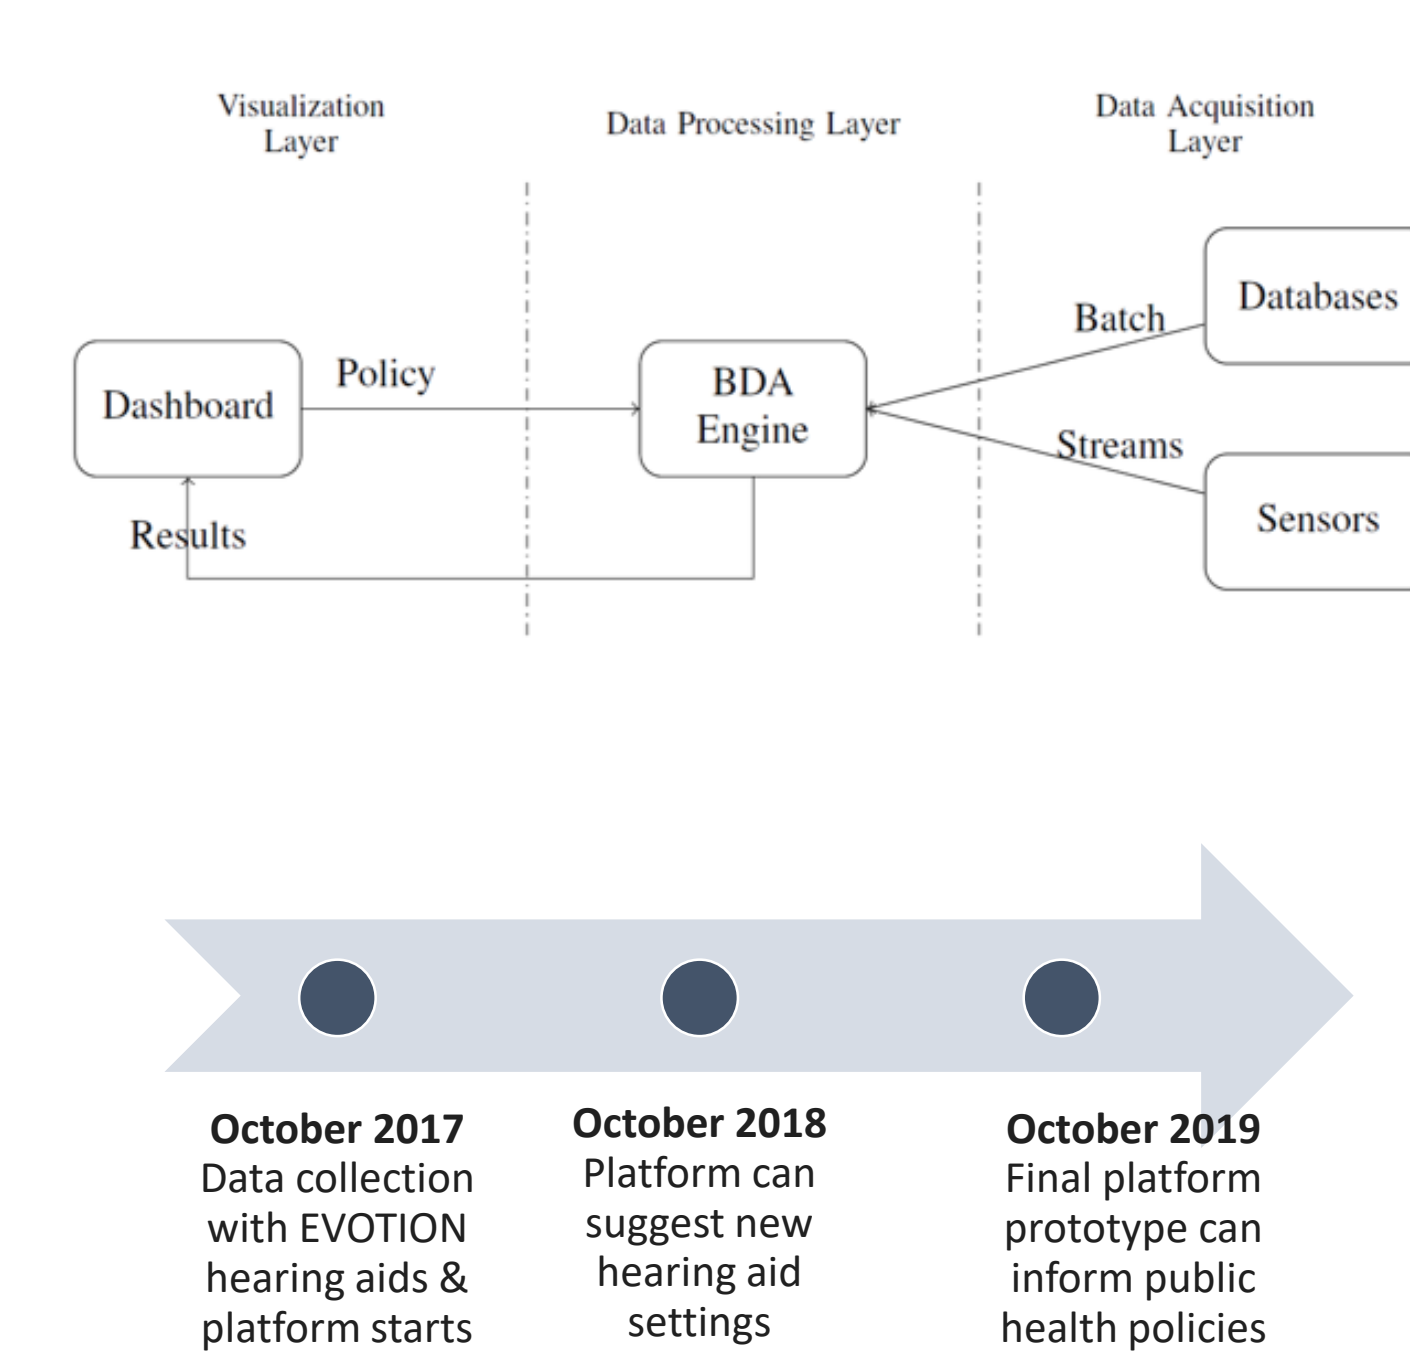 Visualization
Layer
Data Processing Layer
Data Acquisition
Layer
Databases
Batch
Policy
BDA
Engine
Dashboard
Streams
Sensors
Results
October 2017
Data collection
with EVOTION
hearing aids &
platform starts
October 2018
Platform can
suggest new
hearing aid
settings
October 2019
Final platform
prototype can
inform public
health policies